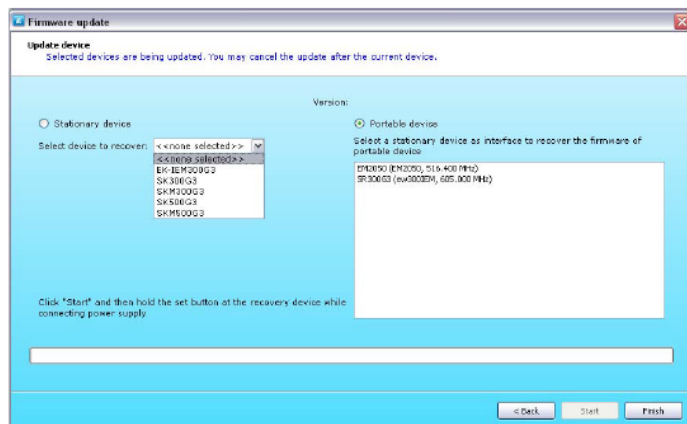 Firmware update
Update device
Selected devices are being updated. You may cancel the update after the current device.
Version:
Stationary device
Portable device
Select device to recover:
<<none selected>>
<<none selected>>
EK-IEM300G3
SK300G3
SKM300G3
SK500G3
SKM500G3
Select a stationary device as interface to recover the firmware of
portable device
EM2050 (EM2050, 516.400 MHz)
SR300G3 (ew300IEM, 605.000 MHz)
Click "Start" and then hold the set button at the recovery device while
connecting power supply
< Back
Start
Finish